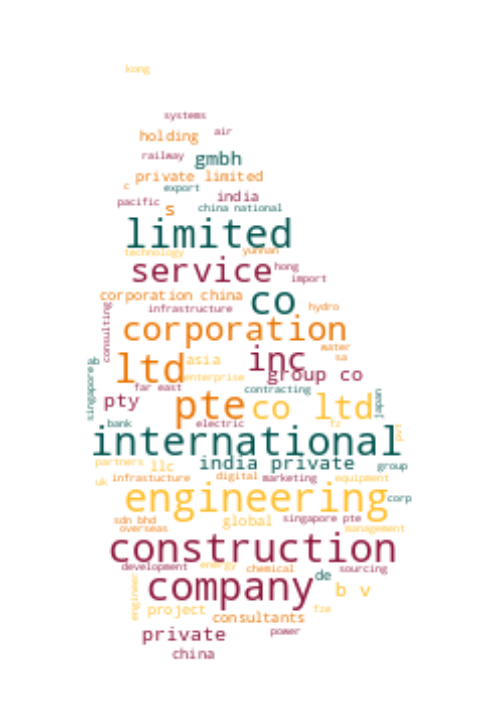 kong
systems
holding air
railway gmbh
private limited
c export
pacific india
s china national
limited
technology yunnan
service hong
import
corporation china co
infrastructure hydro
consulting
corporation
water
ltd asia inc sa
group co
enterprise
far east contracting
singapore ab
pty pte co ltd japan
bank electric fz pvt
international
partners llc india private group
uk infrastucture digital marketing equipment
engineering corp
sdn bhd global singapore pte
overseas management
construction
development energy chemical sourcing
company de
engineer b v
project fze
consultants
private power
china